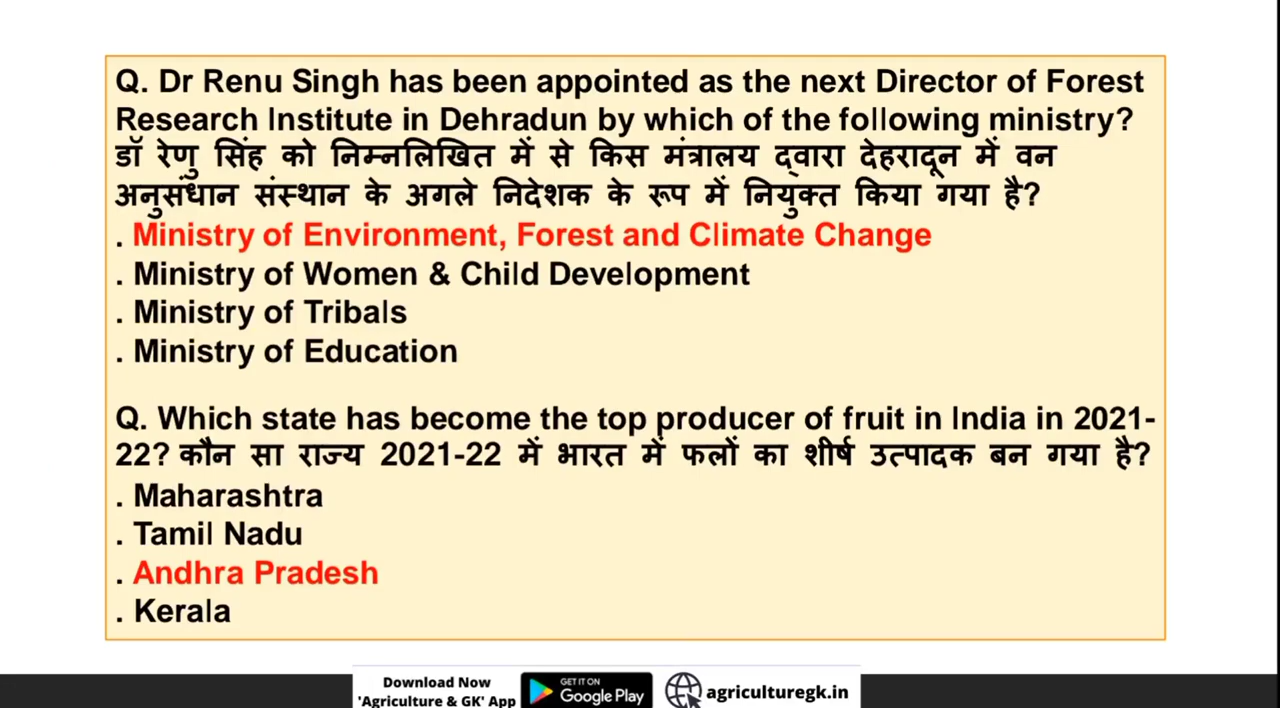 Q. Dr Renu Singh has been appointed as the next Director of Forest
Research Institute in Dehradun by which of the following ministry?
डॉ रेणु सिंह को निम्नलिखित में से किस मंत्रालय द्वारा देहरादून में वन
अनुसंधान संस्थान के अगले निदेशक के रूप में नियुक्त किया गया है?
. Ministry of Environment, Forest and Climate Change
. Ministry of Women & Child Development
. Ministry of Tribals
. Ministry of Education
Q. Which state has become the top producer of fruit in India in 2021-
22? कौन सा राज्य 2021-22 में भारत में फलों का शीर्ष उत्पादक बन गया है?
. Maharashtra
. Tamil Nadu
. Andhra Pradesh
. Kerala
Download Now
'Agriculture & GK' App
GET IT ON
Google Play
agriculturegk.in